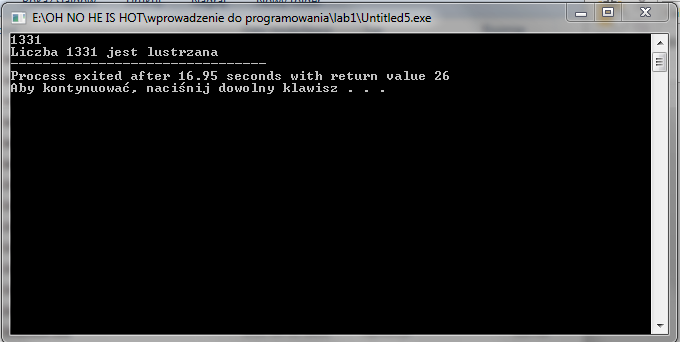 E:\OH NO HE IS HOT\wprowadzenie do programowania\lab1\Untitled5.exe
1331
Liczba 1331 jest lustrzana
--------------------------------
Process exited after 16.95 seconds with return value 26
Aby kontynuować, naciśnij dowolny klawisz . . .